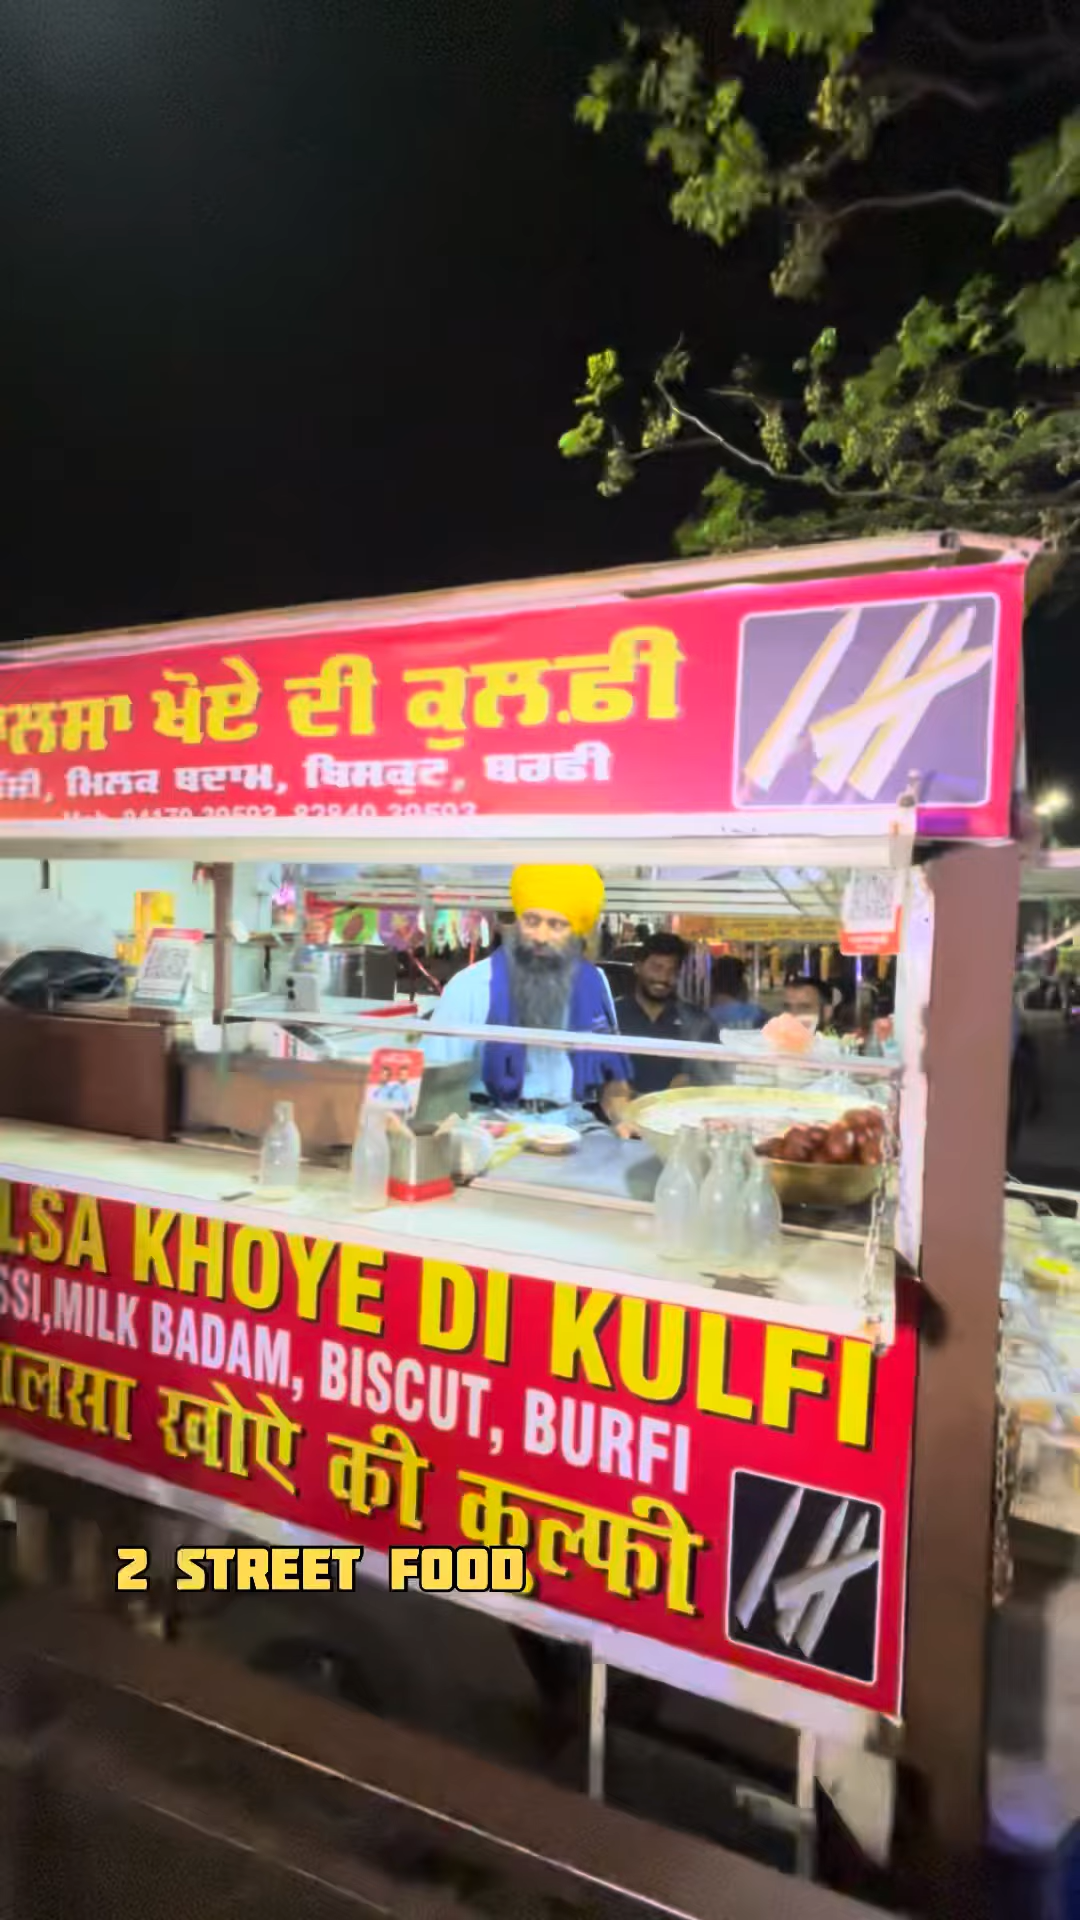 ਾਲਸਾ ਖੋਏ ਦੀ ਕੁਲਫੀ
ਸੀ, ਮਿਲਕ ਬਦਾਮ, ਬਿਸਕੁਟ, ਬਰਫੀ
LSA KHOYE DI KULFI
SSI,MILK BADAM, BISCUT, BURFI
ालसा खोऐ की कुल्फी
2 STREET FOOD